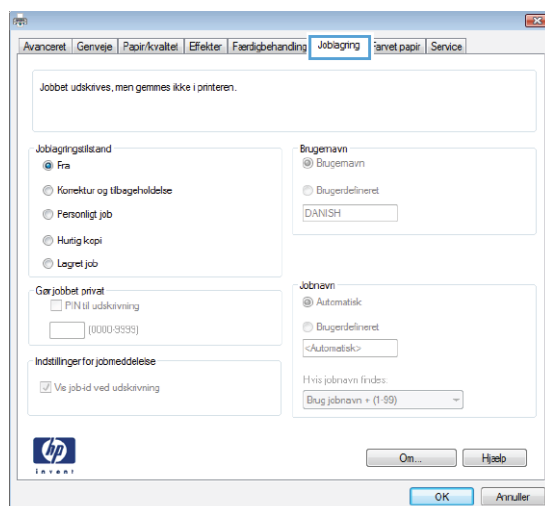 Avanceret Genveje Papir/kvalitet Effekter Færdigbehandling Joblagring Farvet papir Service
Jobbet udskrives, men gemmes ikke i printeren.
Joblagringstilstand
Fra
Korrektur og tilbageholdelse
Personligt job
Hurtig kopi
Lagret job
Gør jobbet privat
PIN til udskrivning
(0000-9999)
Indstillinger for jobmeddelelse
Vis job-id ved udskrivning
Brugernavn
Brugernavn
Brugerdefineret
DANISH
Jobnavn
Automatisk
Brugerdefineret
<Automatisk>
Hvis jobnavn findes:
Brug jobnavn + (1-99)
hp
invent
Om... Hjælp
OK Annuller